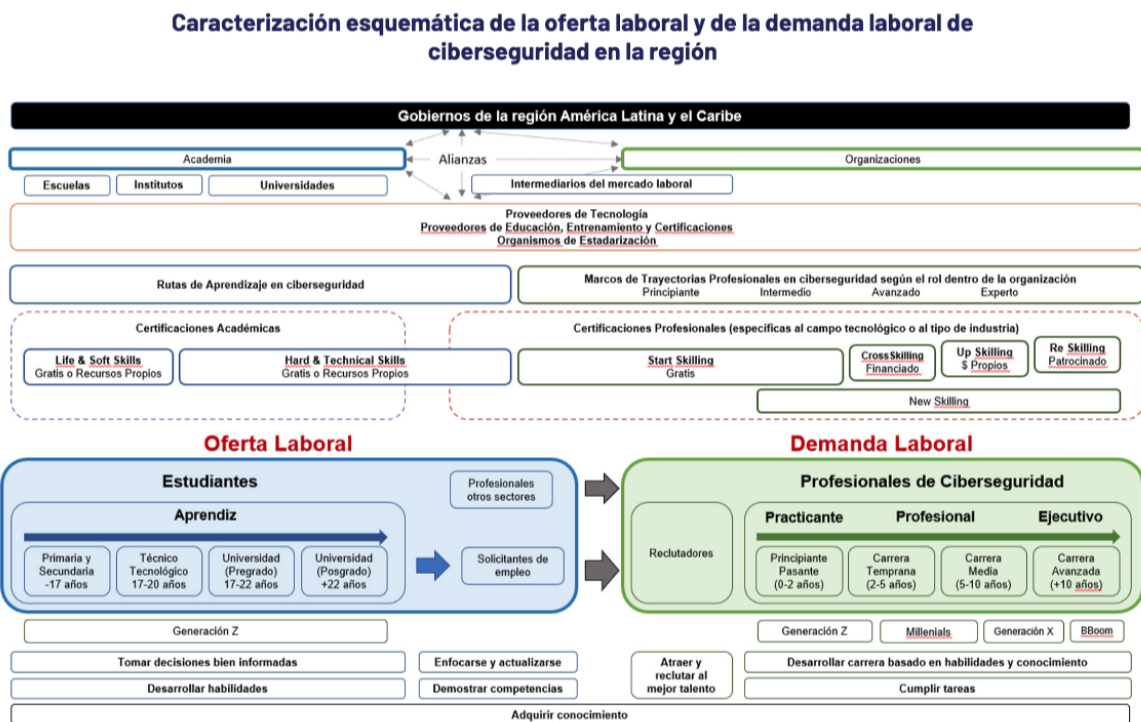 Caracterización esquemática de la oferta laboral y de la demanda laboral de
ciberseguridad en la región
Gobiernos de la región América Latina y el Caribe
Academia
Alianzas
Organizaciones
Escuelas
Institutos
Universidades
Intermediarios del mercado laboral
Proveedores de Tecnología
Proveedores de Educación, Entrenamiento y Certificaciones
Organismos de Estadarización
Rutas de Aprendizaje en ciberseguridad
Marcos de Trayectorias Profesionales en ciberseguridad según el rol dentro de la organización
Principiante Intermedio Avanzado Experto
Certificaciones Académicas
Certificaciones Profesionales (específicas al campo tecnológico o al tipo de industria)
Life & Soft Skills
Gratis o Recursos Propios
Hard & Technical Skills
Gratis o Recursos Propios
Start Skilling
Gratis
CrossSkilling
Financiado
Up Skilling
$ Propios
Re Skilling
Patrocinado
New Skilling
Oferta Laboral
Demanda Laboral
Estudiantes
Aprendiz
Primaria y
Secundaria
-17 años
Técnico
Tecnológico
17-20 años
Universidad
(Pregrado)
17-22 años
Universidad
(Posgrado)
+22 años
Profesionales
otros sectores
Solicitantes de
empleo
Profesionales de Ciberseguridad
Reclutadores
Practicante
Profesional
Ejecutivo
Principiante
Pasante
(0-2 años)
Carrera
Temprana
(2-5 años)
Carrera
Media
(5-10 años)
Carrera
Avanzada
(+10 años)
Generación Z
Generación Z
Millenials
Generación X
BBoom
Tomar decisiones bien informadas
Enfocarse y actualizarse
Atraer y
reclutar al
mejor talento
Desarrollar carrera basado en habilidades y conocimiento
Desarrollar habilidades
Demostrar competencias
Cumplir tareas
Adquirir conocimiento